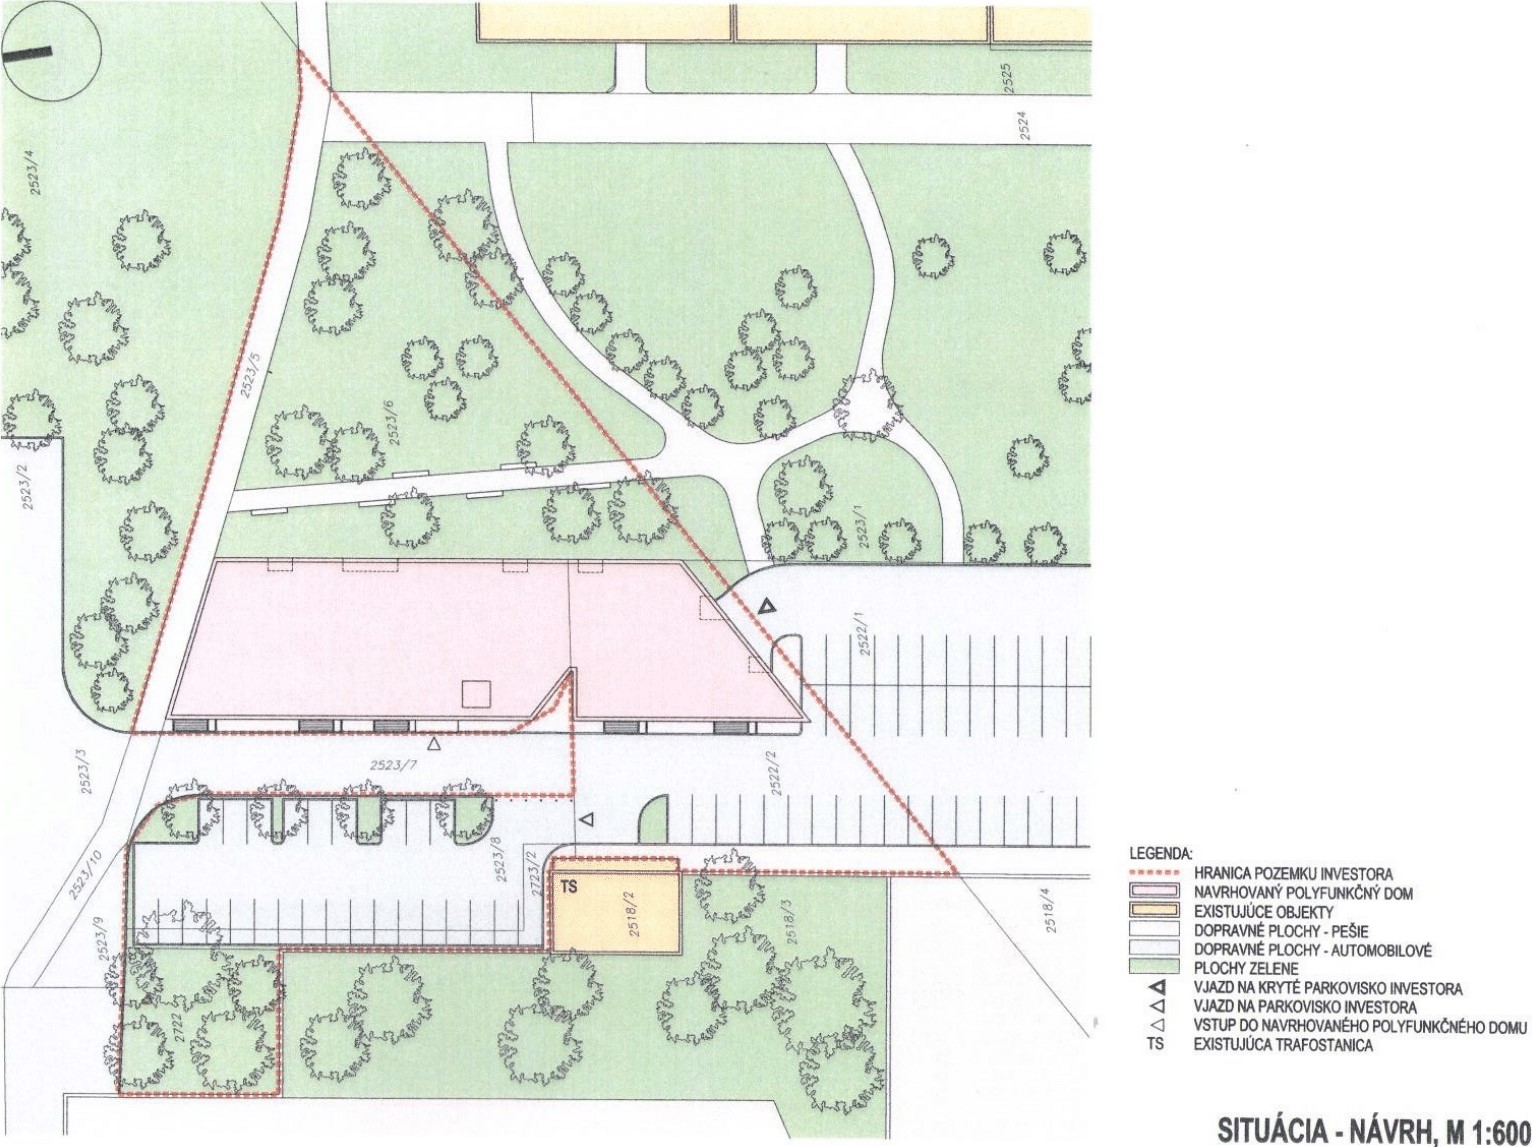 2525
2524
2523/4
2523/5
2523/6
2523/2
2523/1
2522/1
2523/3
2523/7
2522/2
2523/10
2523/8
2723/2
TS
2518/2
2518/3
2518/4
2523/9
2722
LEGENDA:
HRANICA POZEMKU INVESTORA
NAVRHOVANÝ POLYFUNKČNÝ DOM
EXISTUJÚCE OBJEKTY
DOPRAVNÉ PLOCHY - PEŠIE
DOPRAVNÉ PLOCHY - AUTOMOBILOVÉ
PLOCHY ZELENE
VJAZD NA KRYTÉ PARKOVISKO INVESTORA
VJAZD NA PARKOVISKO INVESTORA
VSTUP DO NAVRHOVANÉHO POLYFUNKČNÉHO DOMU
TS EXISTUJÚCA TRAFOSTANICA
SITUÁCIA - NÁVRH, M 1:600